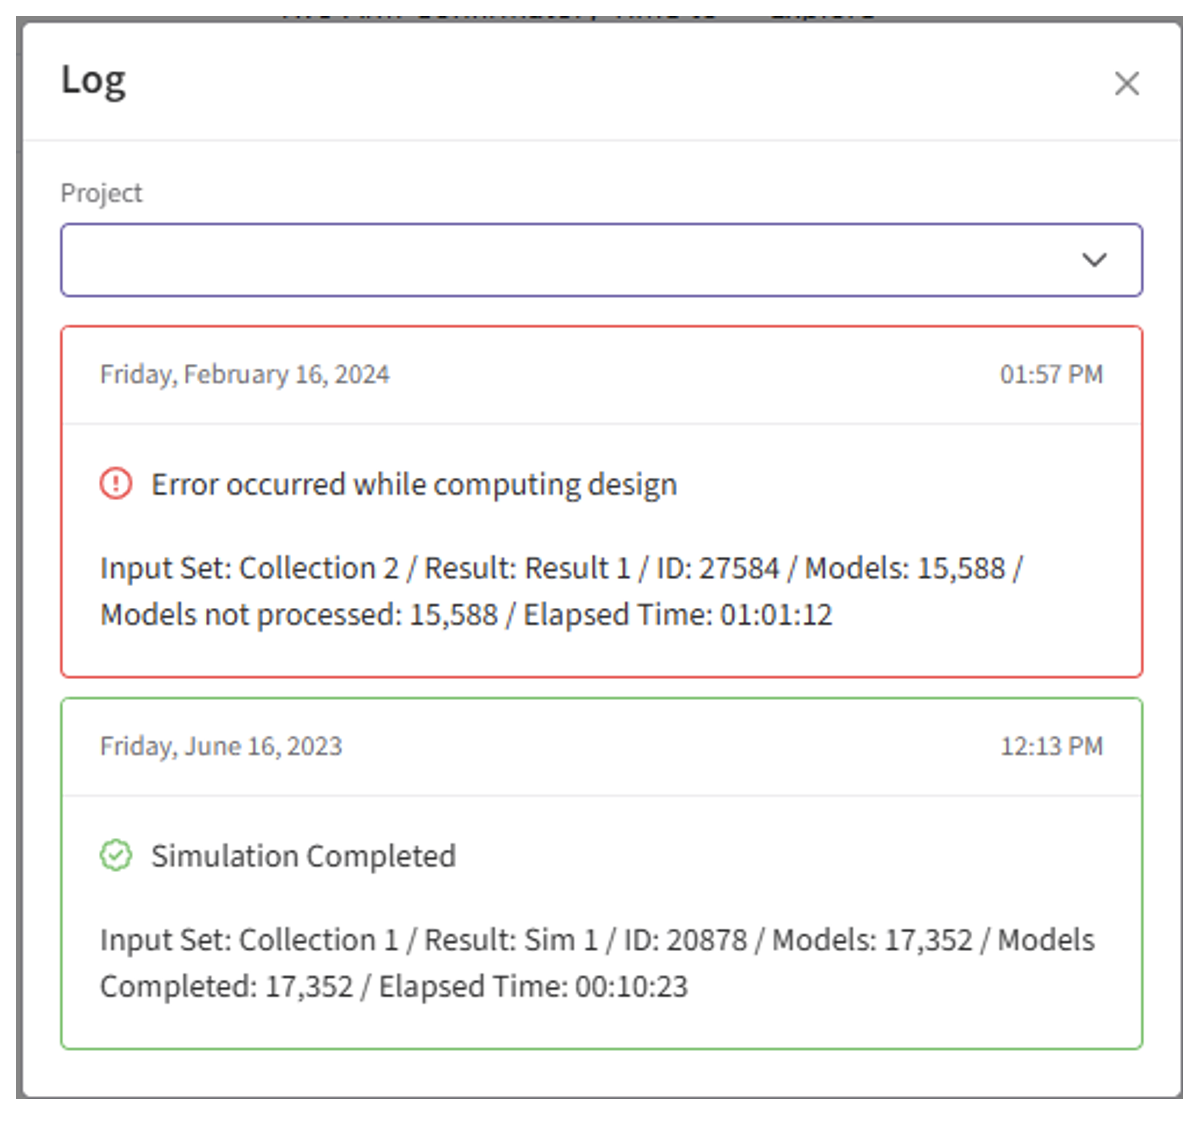 Log
Project
Friday, February 16, 2024 01:57 PM
Error occurred while computing design
Input Set: Collection 2 / Result: Result 1 / ID: 27584 / Models: 15,588 /
Models not processed: 15,588 / Elapsed Time: 01:01:12
Friday, June 16, 2023 12:13 PM
Simulation Completed
Input Set: Collection 1 / Result: Sim 1 / ID: 20878 / Models: 17,352 / Models
Completed: 17,352 / Elapsed Time: 00:10:23